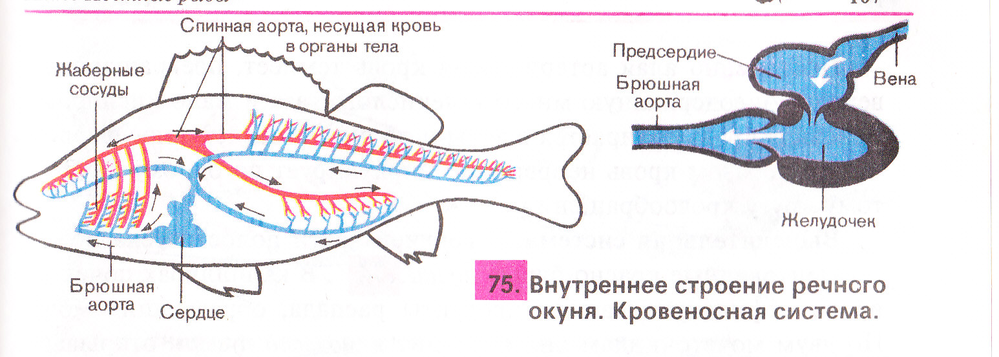 Спинная аорта, несущая кровь
в органы тела
Жаберные
сосуды
Брюшная
аорта
Сердце
Предсердие
Брюшная
аорта
Вена
Желудочек
75. Внутреннее строение речного
окуня. Кровеносная система.